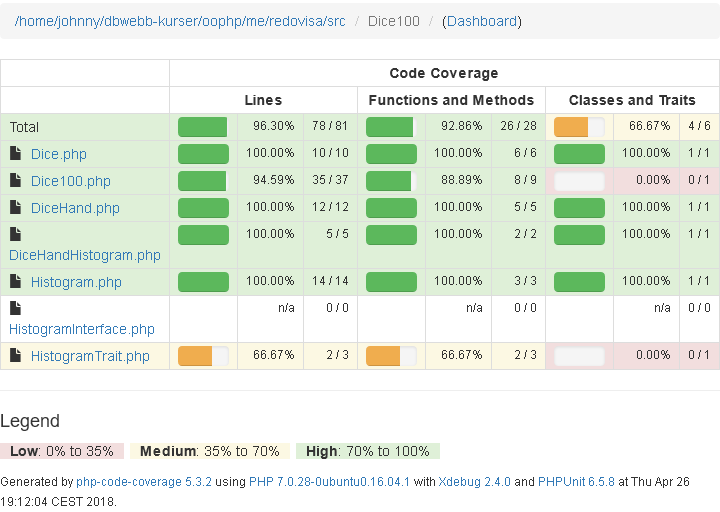 /home/johnny/dbwebb-kurser/oophp/me/redovisa/src / Dice100 / (Dashboard)
Code Coverage
Lines Functions and Methods Classes and Traits
Total 96.30% 78 / 81 92.86% 26 / 28 66.67% 4 / 6
Dice.php 100.00% 10 / 10 100.00% 6 / 6 100.00% 1 / 1
Dice100.php 94.59% 35 / 37 88.89% 8 / 9 0.00% 0 / 1
DiceHand.php 100.00% 12 / 12 100.00% 5 / 5 100.00% 1 / 1
DiceHandHistogram.php 100.00% 5 / 5 100.00% 2 / 2 100.00% 1 / 1
Histogram.php 100.00% 14 / 14 100.00% 3 / 3 100.00% 1 / 1
HistogramInterface.php n/a 0 / 0 n/a 0 / 0 n/a 0 / 0
HistogramTrait.php 66.67% 2 / 3 66.67% 2 / 3 0.00% 0 / 1
Legend
Low: 0% to 35% Medium: 35% to 70% High: 70% to 100%
Generated by php-code-coverage 5.3.2 using PHP 7.0.28-0ubuntu0.16.04.1 with Xdebug 2.4.0 and PHPUnit 6.5.8 at Thu Apr 26
19:12:04 CEST 2018.